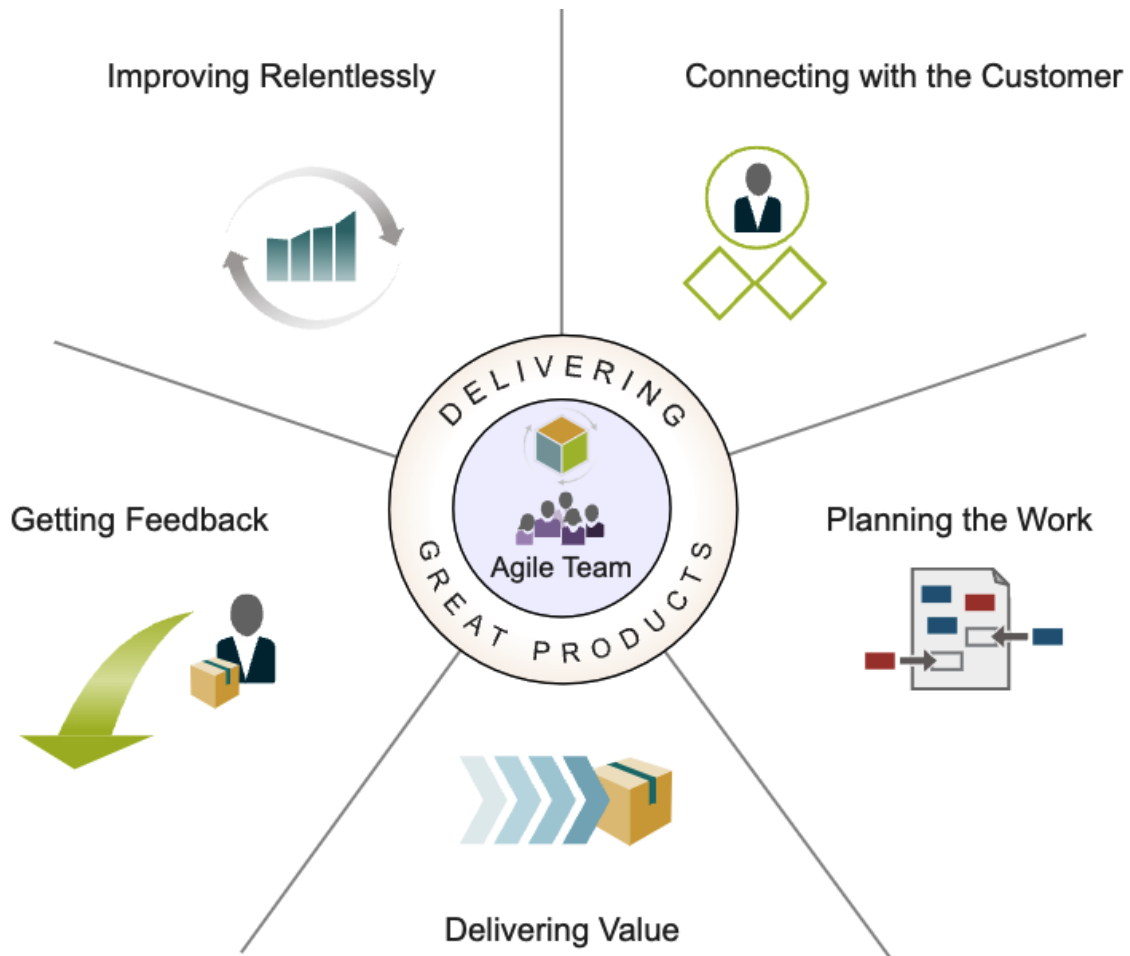 Improving Relentlessly
Connecting with the Customer
DELIVERING
GREAT PRODUCTS
Agile Team
Getting Feedback
Planning the Work
Delivering Value